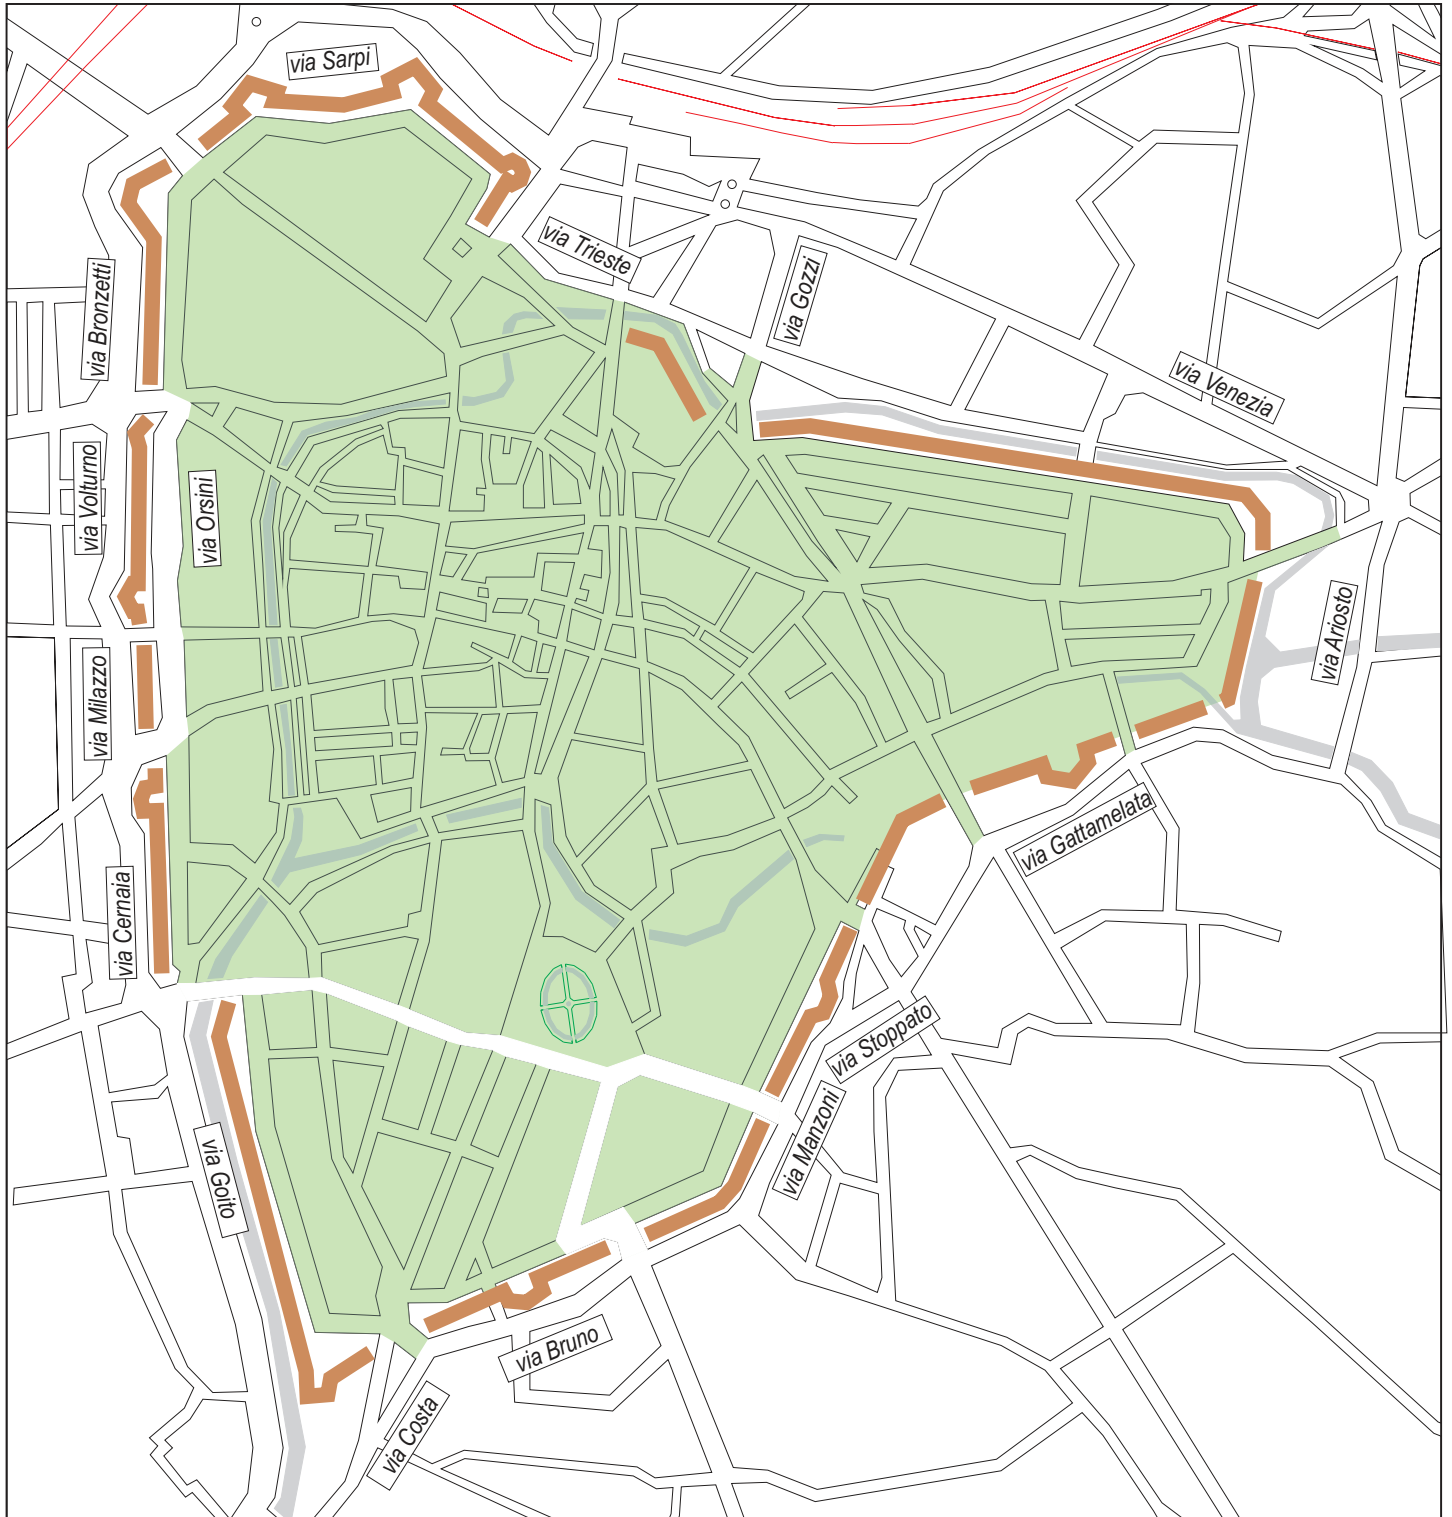 via Sarpi
via Trieste
via Gozzi
via Bronzetti
via Venezia
via Volturno
via Orsini
via Ariosto
via Milazzo
via Gattamelata
via Cernaia
via Stoppato
via Manzoni
via Goito
via Bruno
via Costa